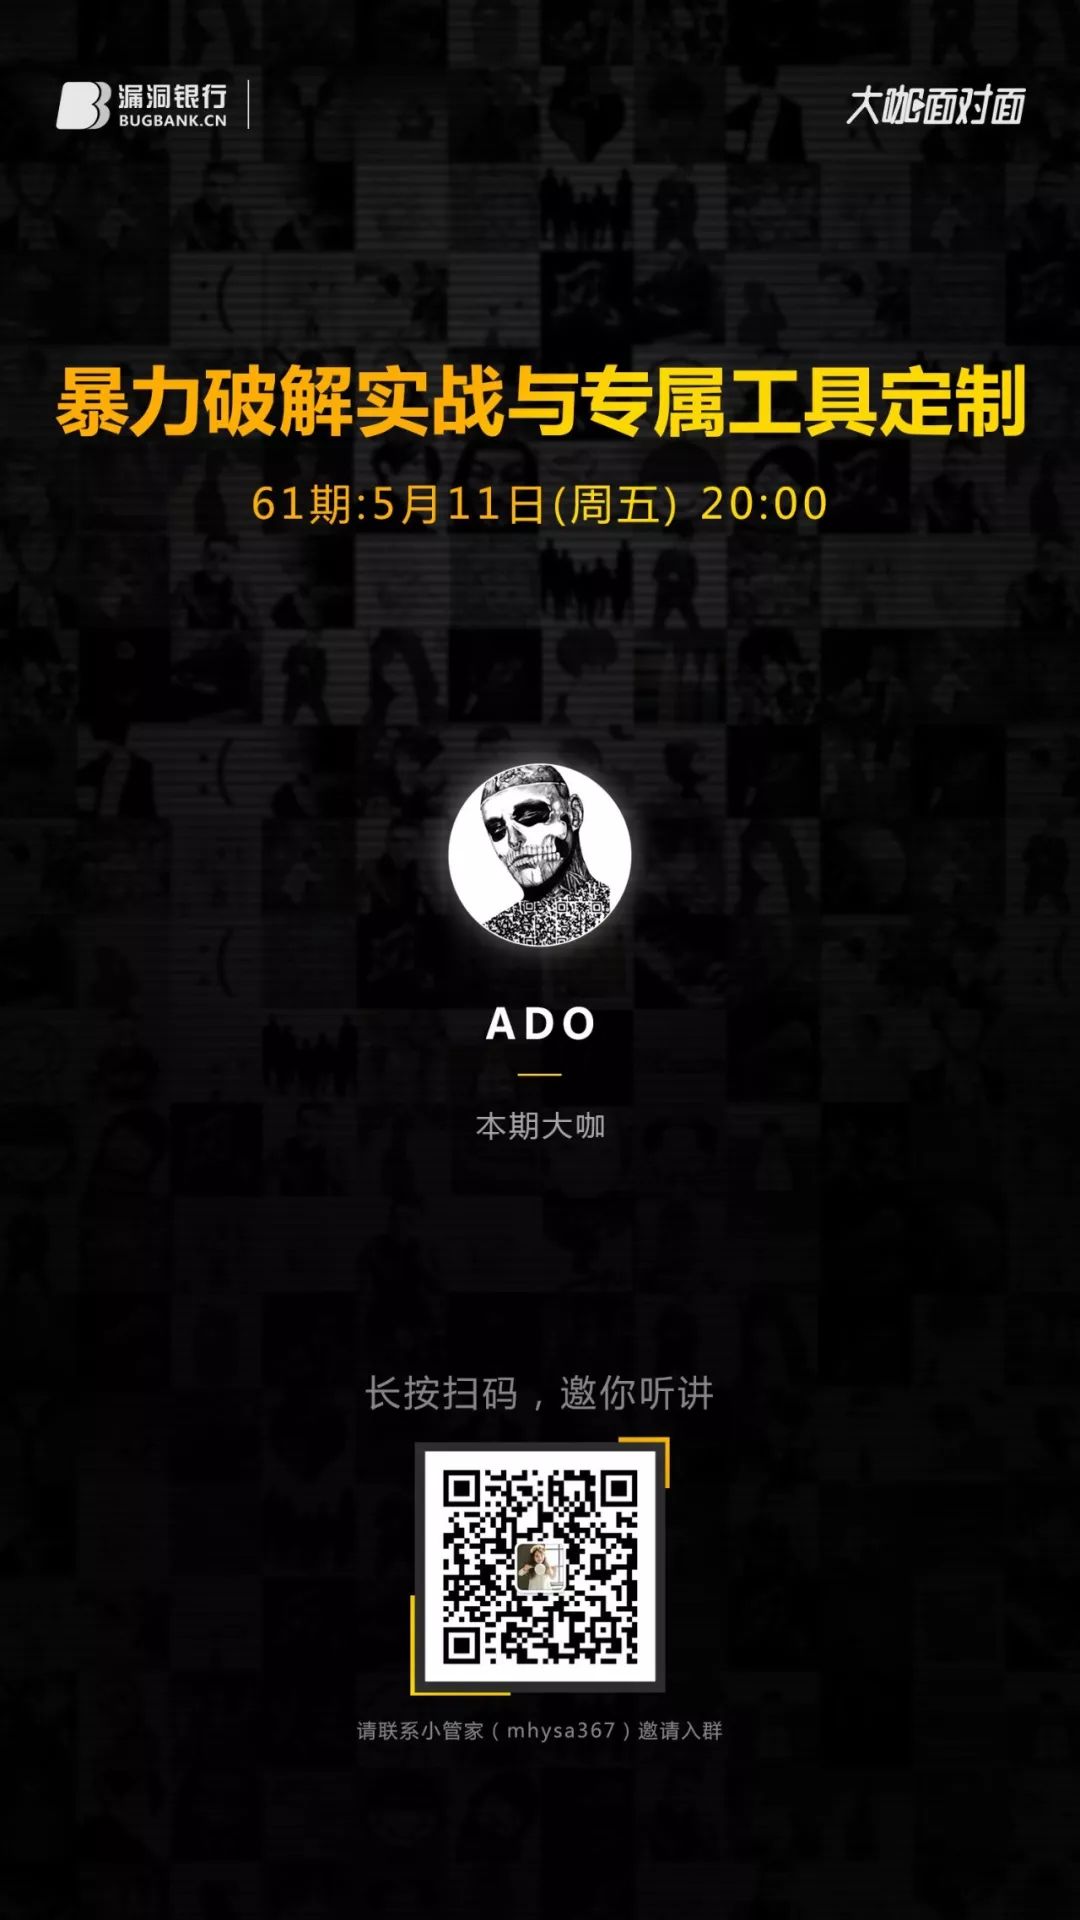 漏洞银行
BUGBANK.CN
大咖面对面
暴力破解实战与专属工具定制
61期:5月11日(周五) 20:00
ADO
本期大咖
长按扫码，邀你听讲
请联系小管家（mhysa367）邀请入群